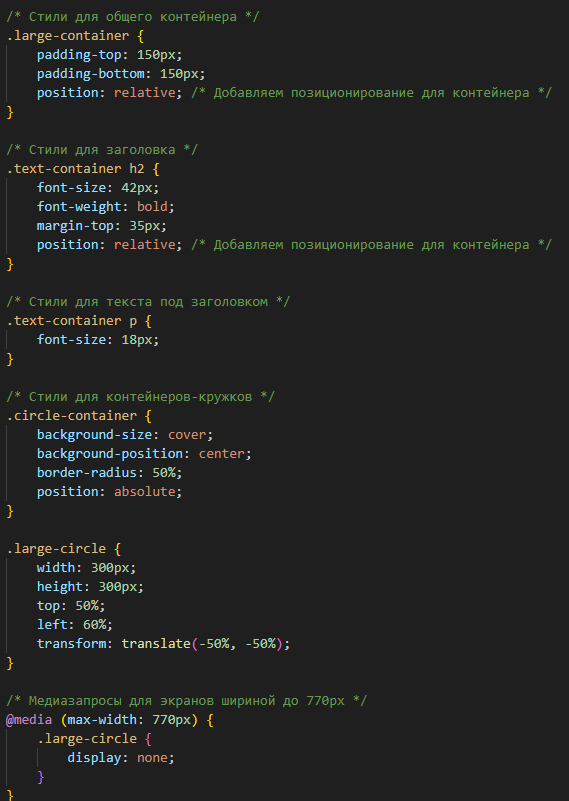 /* Стили для общего контейнера */
.large-container {
    padding-top: 150px;
    padding-bottom: 150px;
    position: relative; /* Добавляем позиционирование для контейнера */
}

/* Стили для заголовка */
.text-container h2 {
    font-size: 42px;
    font-weight: bold;
    margin-top: 35px;
    position: relative; /* Добавляем позиционирование для контейнера */
}

/* Стили для текста под заголовком */
.text-container p {
    font-size: 18px;
}

/* Стили для контейнеров-кружков */
.circle-container {
    background-size: cover;
    background-position: center;
    border-radius: 50%;
    position: absolute;
}

.large-circle {
    width: 300px;
    height: 300px;
    top: 50%;
    left: 60%;
    transform: translate(-50%, -50%);
}

/* Медиазапросы для экранов шириной до 770px */
@media (max-width: 770px) {
    .large-circle {
        display: none;
    }
}